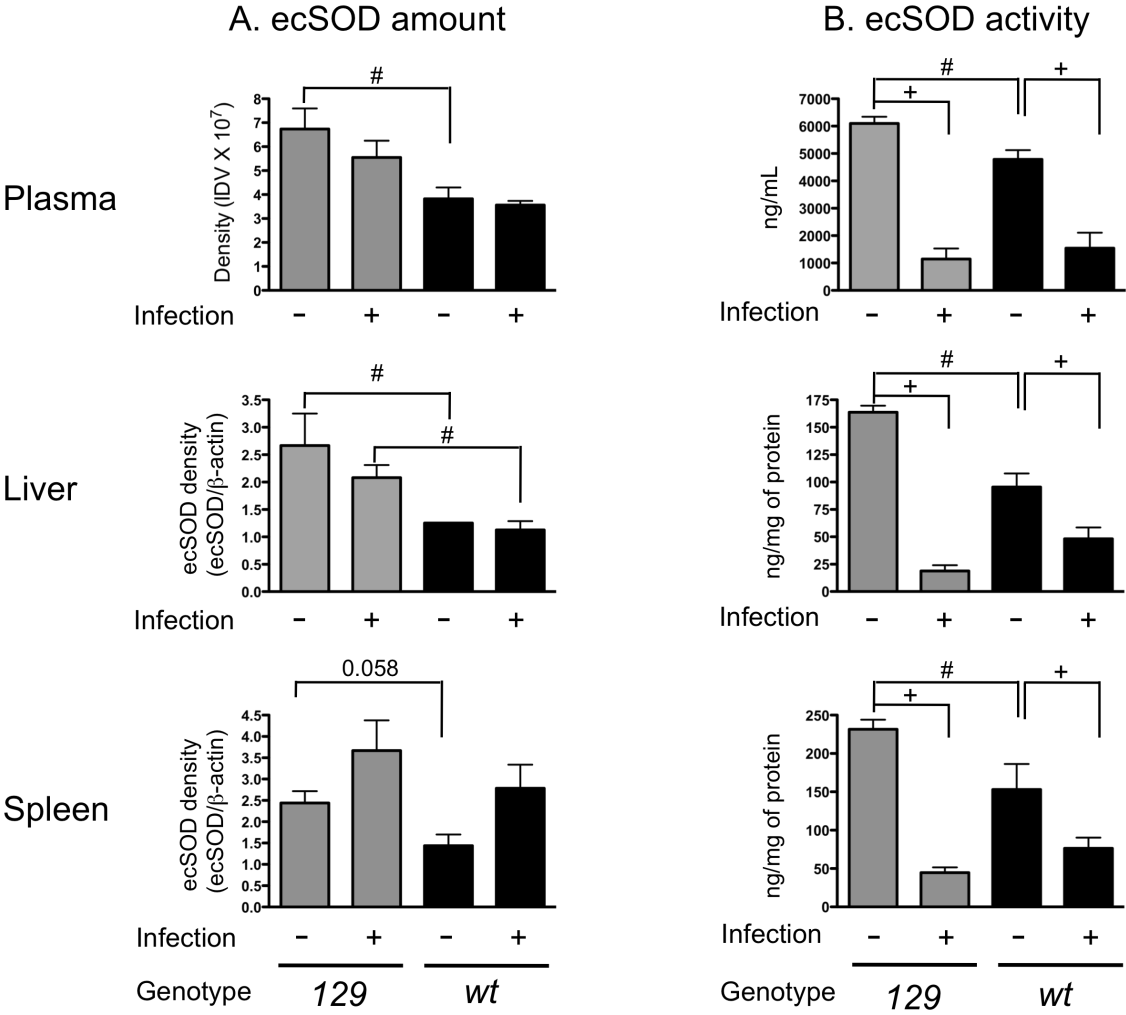 A. ecSOD amount
B. ecSOD activity
Plasma
#
Density (IDV X 10⁷)
8
7
6
5
4
3
2
1
0
Infection - + - +
# +
+
ng/mL
7000
6000
5000
4000
3000
2000
1000
0
Infection - + - +
Liver
#
#
ecSOD density
(ecSOD/β-actin)
3.5
3.0
2.5
2.0
1.5
1.0
0.5
0.0
Infection - + - +
# +
+
ng/mg of protein
175
150
125
100
75
50
25
0
Infection - + - +
Spleen
0.058
ecSOD density
(ecSOD/β-actin)
4.5
4.0
3.5
3.0
2.5
2.0
1.5
1.0
0.5
0.0
Infection - + - +
Genotype 129 wt
# +
+
ng/mg of protein
250
200
150
100
50
0
Infection - + - +
Genotype 129 wt